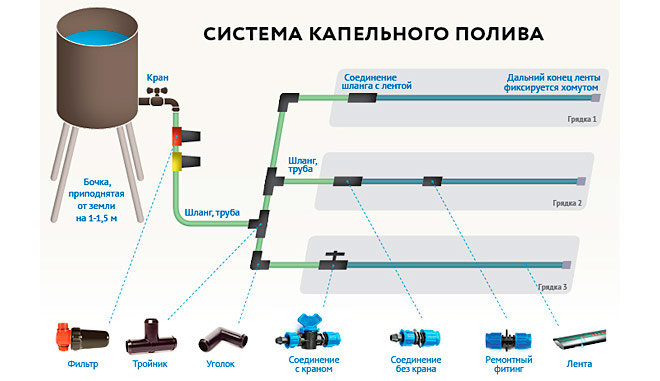 СИСТЕМА КАПЕЛЬНОГО ПОЛИВА
Кран
Соединение
шланга с лентой
Дальний конец ленты
фиксируется хомутом
Грядка 1
Бочка,
приподнятая
от земли
на 1-1,5 м
Шланг,
труба
Грядка 2
Шланг, труба
Грядка 3
Фильтр
Тройник
Уголок
Соединение
с краном
Соединение
без крана
Ремонтный
фитинг
Лента